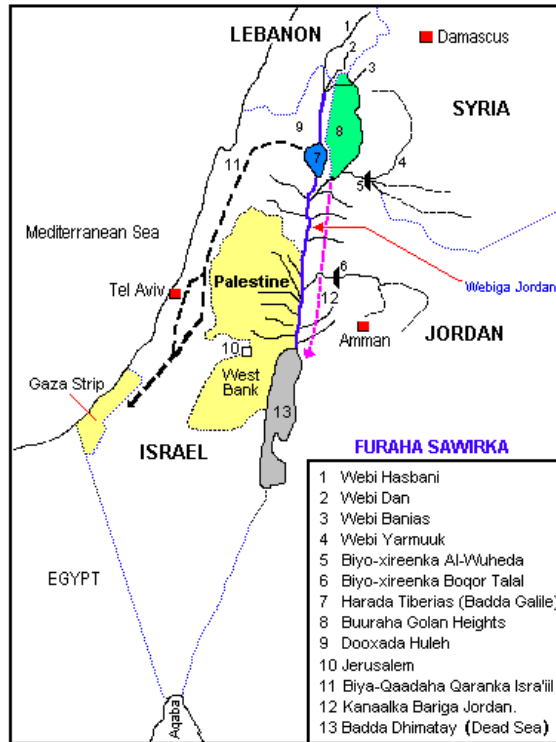 LEBANON
1
2
Damascus
3
SYRIA
9
8
7
4
11
5
Mediterranean Sea
Webiga Jordan
Palestine
6
Tel Aviv
12
JORDAN
10
Amman
Gaza Strip
West
Bank
13
ISRAEL
EGYPT
Aqaba
FURAHA SAWIRKA
1 Webi Hasbani
2 Webi Dan
3 Webi Banias
4 Webi Yarmuuk
5 Biyo-xireenka Al-Wuheda
6 Biyo-xireenka Boqor Talal
7 Harada Tiberias (Badda Galile)
8 Buuraha Golan Heights
9 Dooxada Huleh
10 Jerusalem
11 Biya-Qaadaha Qaranka Isra'iil
12 Kanaalka Bariga Jordan.
13 Badda Dhimatay (Dead Sea)